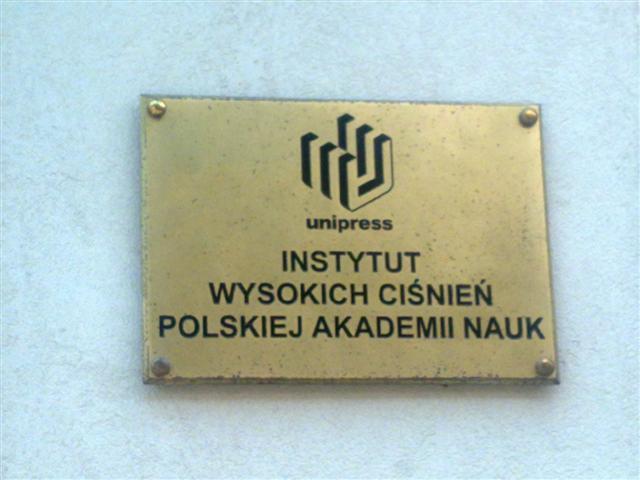 unipress
INSTYTUT
WYSOKICH CIŚNIEŃ
POLSKIEJ AKADEMII NAUK